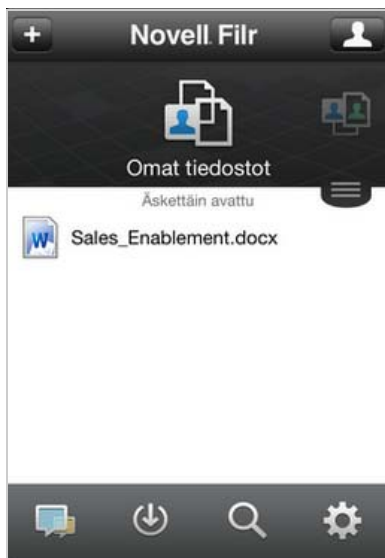 Novell Filr
Omat tiedostot
Äskettäin avattu
Sales_Enablement.docx